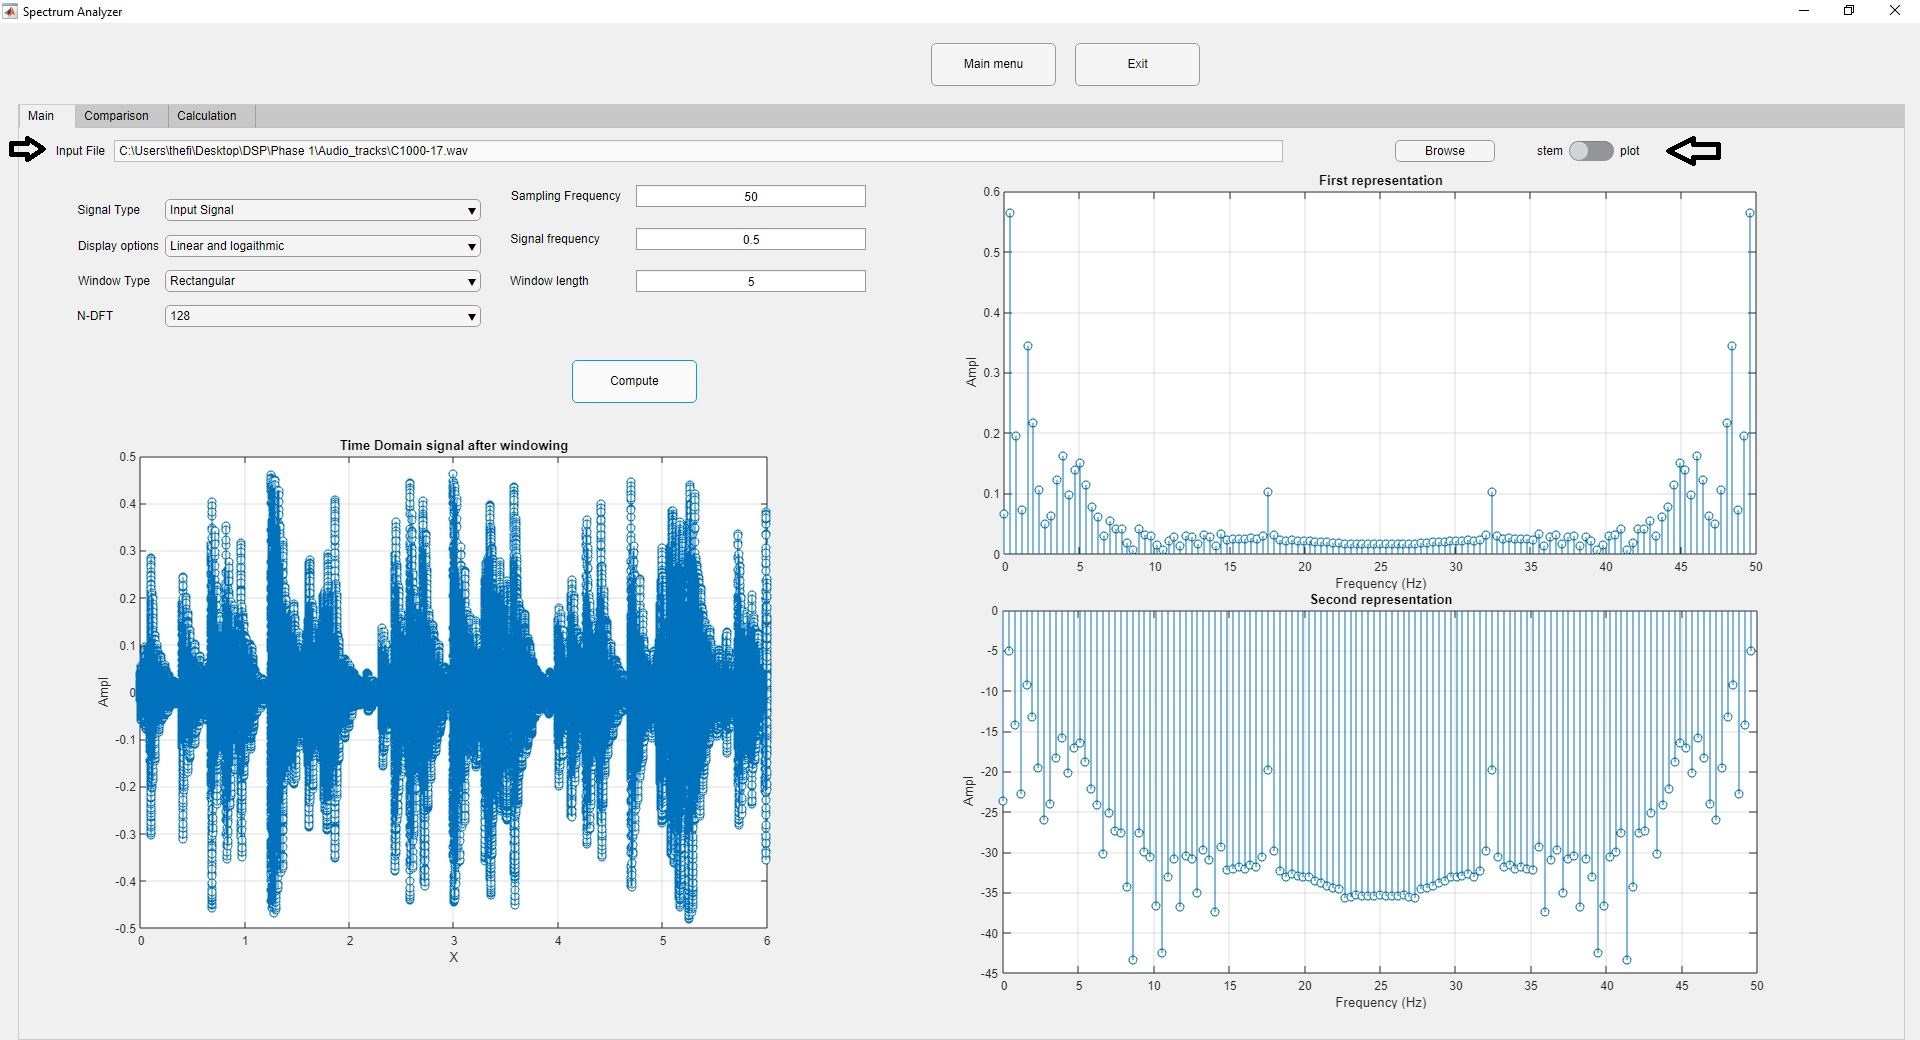 Spectrum Analyzer
Main menu Exit
Main Comparison Calculation
Input File C:\Users\thefi\Desktop\DSP\Phase 1\Audio_tracks\C1000-17.wav Browse stem plot
Signal Type Input Signal
Display options Linear and logaithmic
Window Type Rectangular
N-DFT 128
Sampling Frequency 50
Signal frequency 0.5
Window length 5
Compute
Time Domain signal after windowing
0.5
0.4
0.3
0.2
0.1
0
-0.1
-0.2
-0.3
-0.4
-0.5
Ampl
0 1 2 3 4 5 6
X
First representation
0.6
0.5
0.4
0.3
0.2
0.1
0
Ampl
0 5 10 15 20 25 30 35 40 45 50
Frequency (Hz)
Second representation
0
-5
-10
-15
-20
-25
-30
-35
-40
-45
Ampl
0 5 10 15 20 25 30 35 40 45 50
Frequency (Hz)